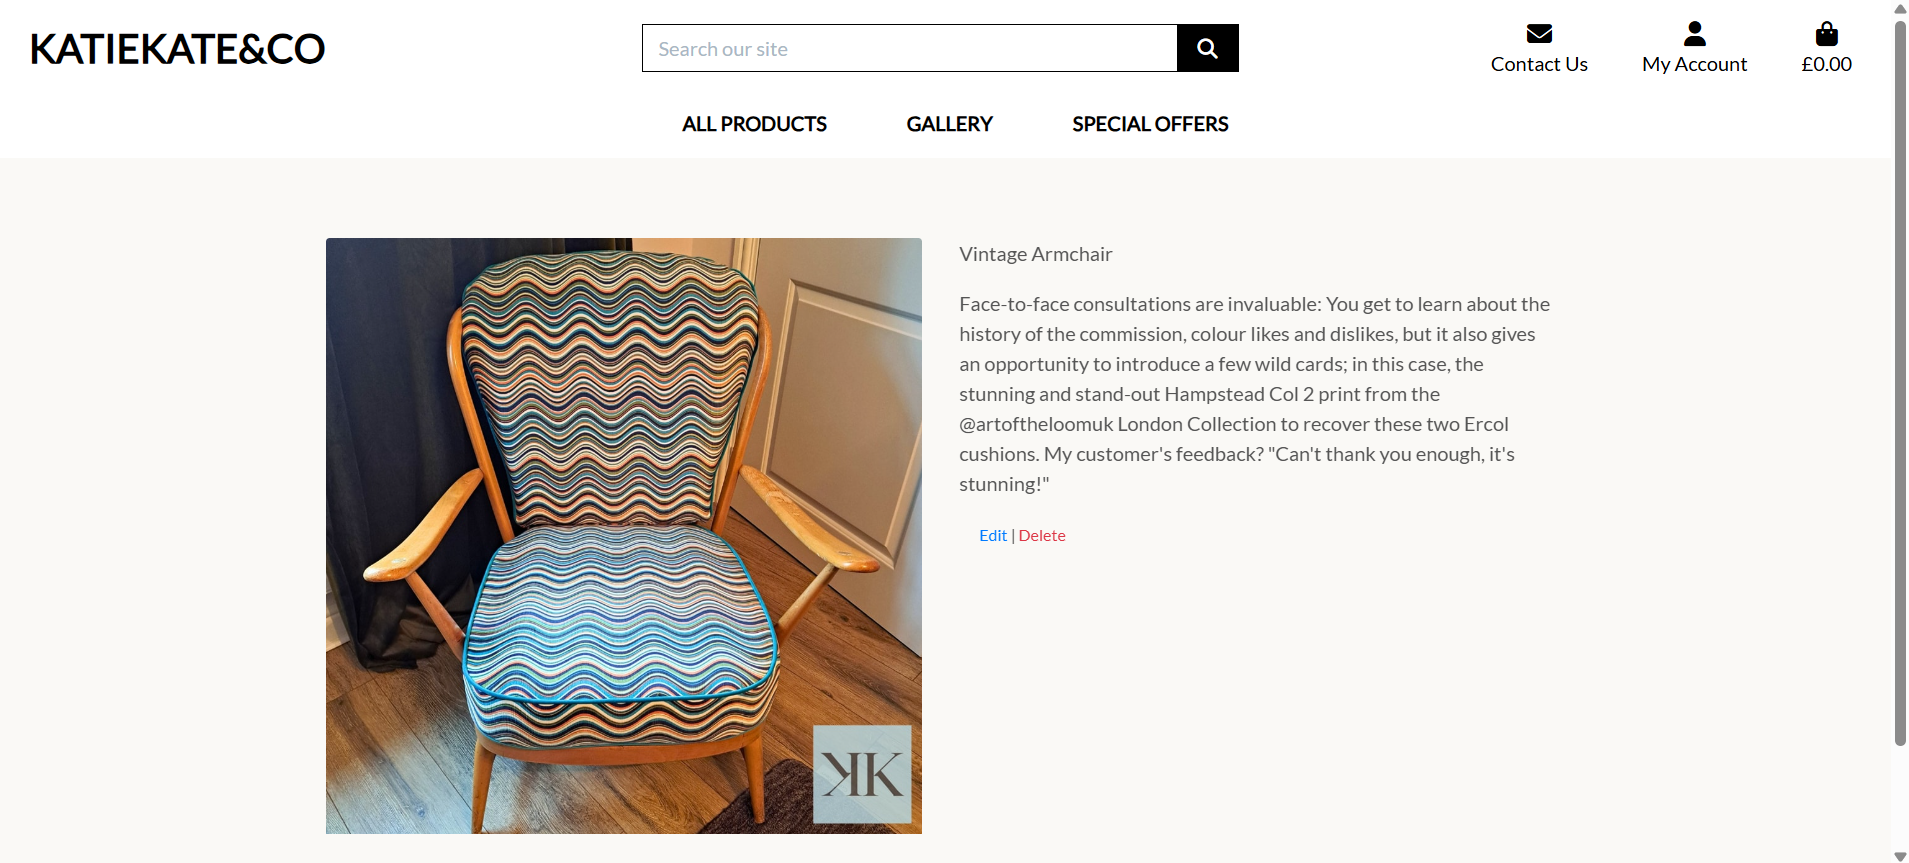 KATIEKATE&CO
Search our site
Contact Us
My Account
£0.00
ALL PRODUCTS
GALLERY
SPECIAL OFFERS
Vintage Armchair
Face-to-face consultations are invaluable: You get to learn about the
history of the commission, colour likes and dislikes, but it also gives
an opportunity to introduce a few wild cards; in this case, the
stunning and stand-out Hampstead Col 2 print from the
@artoftheloomuk London Collection to recover these two Ercol
cushions. My customer's feedback? "Can't thank you enough, it's
stunning!"
Edit | Delete
KK